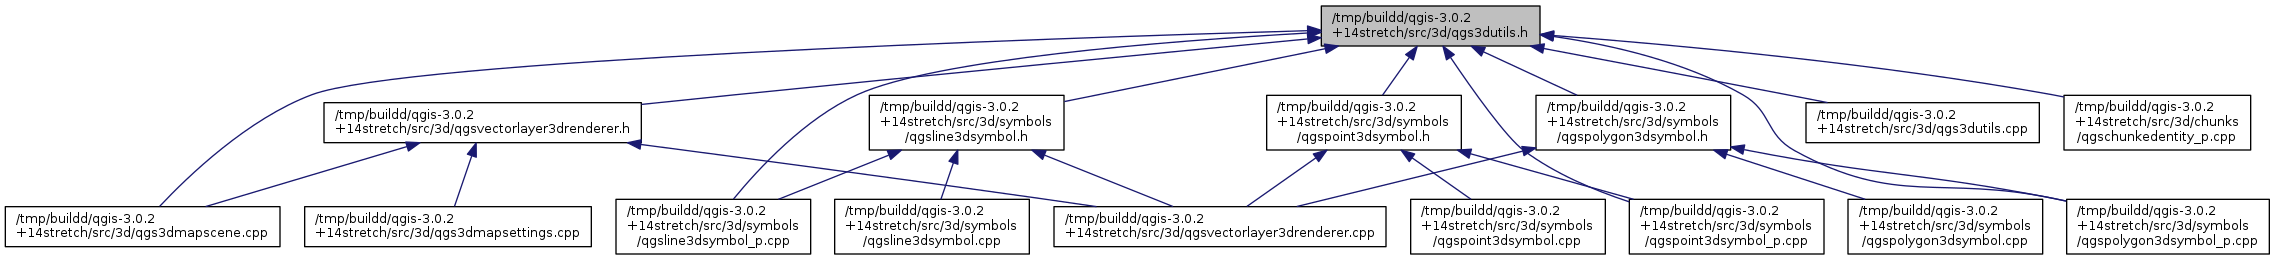 /tmp/buildd/qgis-3.0.2
+14stretch/src/3d/qgs3dutils.h
/tmp/buildd/qgis-3.0.2
+14stretch/src/3d/qgsvectorlayer3drenderer.h
/tmp/buildd/qgis-3.0.2
+14stretch/src/3d/symbols
/qgsline3dsymbol.h
/tmp/buildd/qgis-3.0.2
+14stretch/src/3d/symbols
/qgspoint3dsymbol.h
/tmp/buildd/qgis-3.0.2
+14stretch/src/3d/symbols
/qgspolygon3dsymbol.h
/tmp/buildd/qgis-3.0.2
+14stretch/src/3d/qgs3dutils.cpp
/tmp/buildd/qgis-3.0.2
+14stretch/src/3d/chunks
/qgschunkedentity_p.cpp
/tmp/buildd/qgis-3.0.2
+14stretch/src/3d/qgs3dmapscene.cpp
/tmp/buildd/qgis-3.0.2
+14stretch/src/3d/qgs3dmapsettings.cpp
/tmp/buildd/qgis-3.0.2
+14stretch/src/3d/symbols
/qgsline3dsymbol_p.cpp
/tmp/buildd/qgis-3.0.2
+14stretch/src/3d/symbols
/qgsline3dsymbol.cpp
/tmp/buildd/qgis-3.0.2
+14stretch/src/3d/qgsvectorlayer3drenderer.cpp
/tmp/buildd/qgis-3.0.2
+14stretch/src/3d/symbols
/qgspoint3dsymbol.cpp
/tmp/buildd/qgis-3.0.2
+14stretch/src/3d/symbols
/qgspoint3dsymbol_p.cpp
/tmp/buildd/qgis-3.0.2
+14stretch/src/3d/symbols
/qgspolygon3dsymbol.cpp
/tmp/buildd/qgis-3.0.2
+14stretch/src/3d/symbols
/qgspolygon3dsymbol_p.cpp